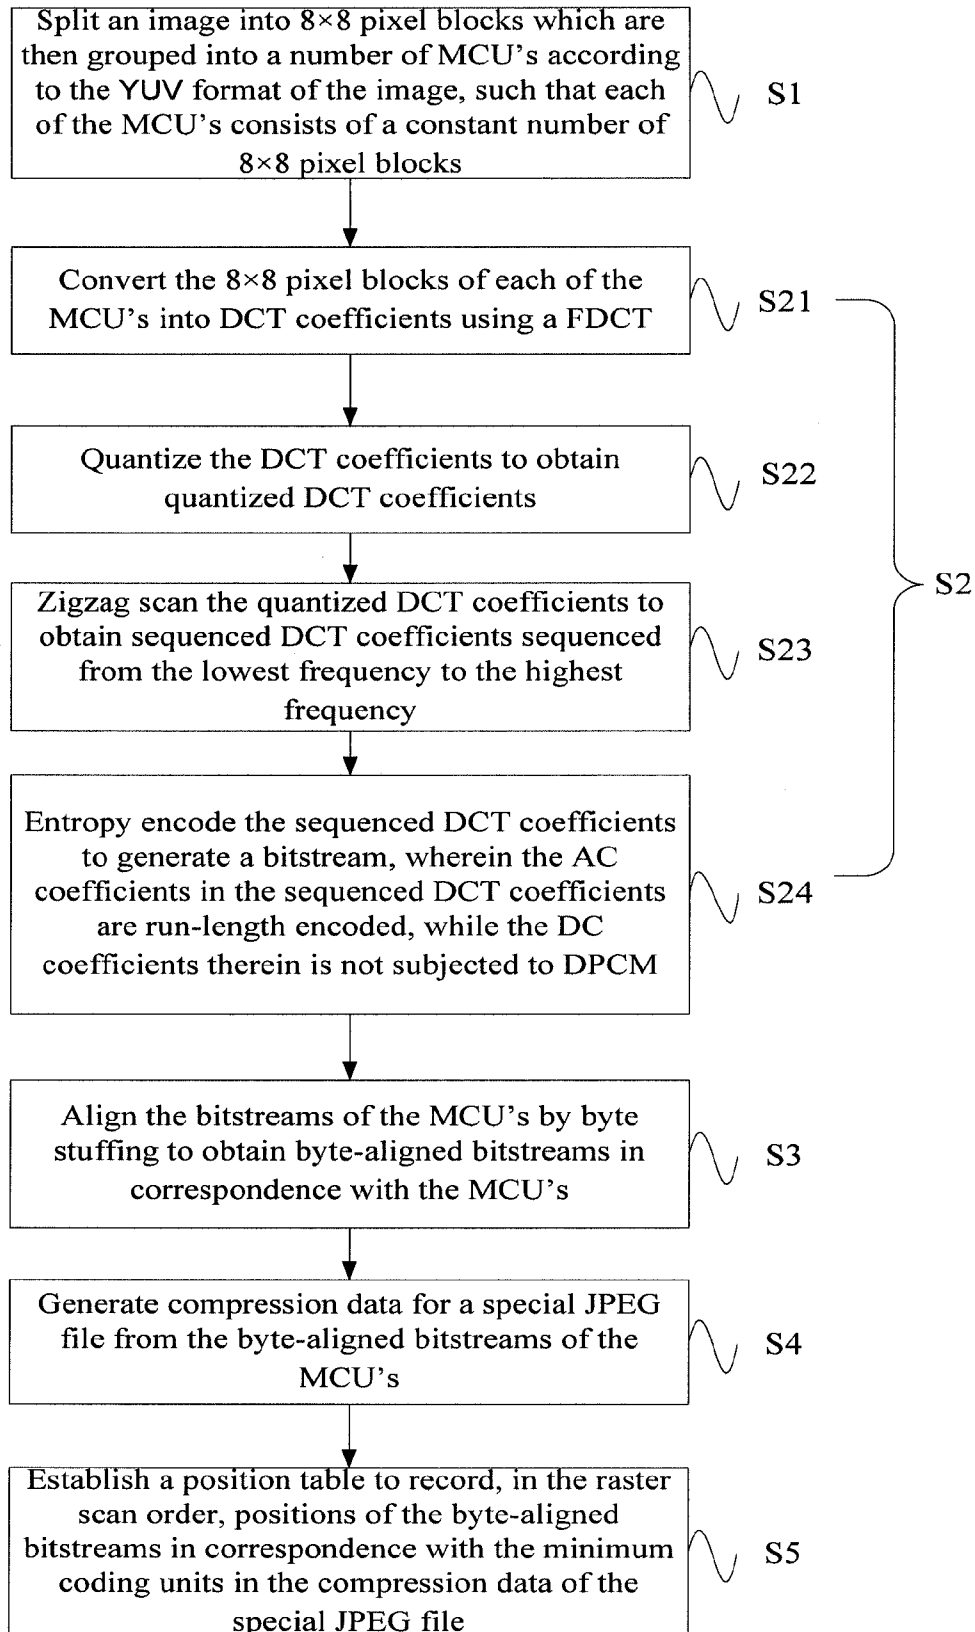 Split an image into 8×8 pixel blocks which are
then grouped into a number of MCU's according
to the YUV format of the image, such that each
of the MCU's consists of a constant number of
8×8 pixel blocks
S1
Convert the 8×8 pixel blocks of each of the
MCU's into DCT coefficients using a FDCT
S21
Quantize the DCT coefficients to obtain
quantized DCT coefficients
S22
Zigzag scan the quantized DCT coefficients to
obtain sequenced DCT coefficients sequenced
from the lowest frequency to the highest
frequency
S23
S2
Entropy encode the sequenced DCT coefficients
to generate a bitstream, wherein the AC
coefficients in the sequenced DCT coefficients
are run-length encoded, while the DC
coefficients therein is not subjected to DPCM
S24
Align the bitstreams of the MCU's by byte
stuffing to obtain byte-aligned bitstreams in
correspondence with the MCU's
S3
Generate compression data for a special JPEG
file from the byte-aligned bitstreams of the
MCU's
S4
Establish a position table to record, in the raster
scan order, positions of the byte-aligned
bitstreams in correspondence with the minimum
coding units in the compression data of the
special JPEG file
S5